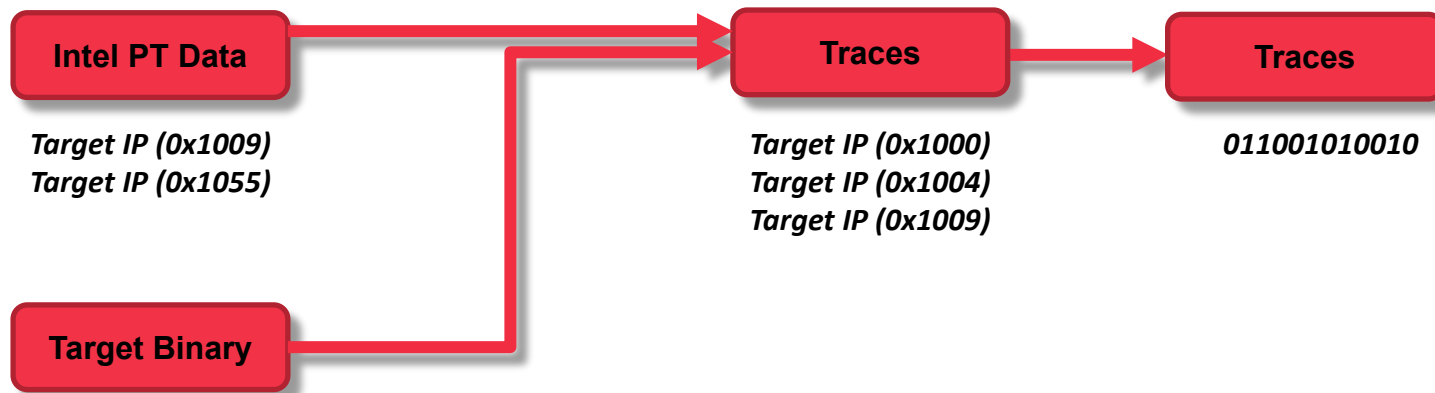 Intel PT Data
Traces
Traces
Target IP (0x1009)
Target IP (0x1055)
Target IP (0x1000)
Target IP (0x1004)
Target IP (0x1009)
011001010010
Target Binary